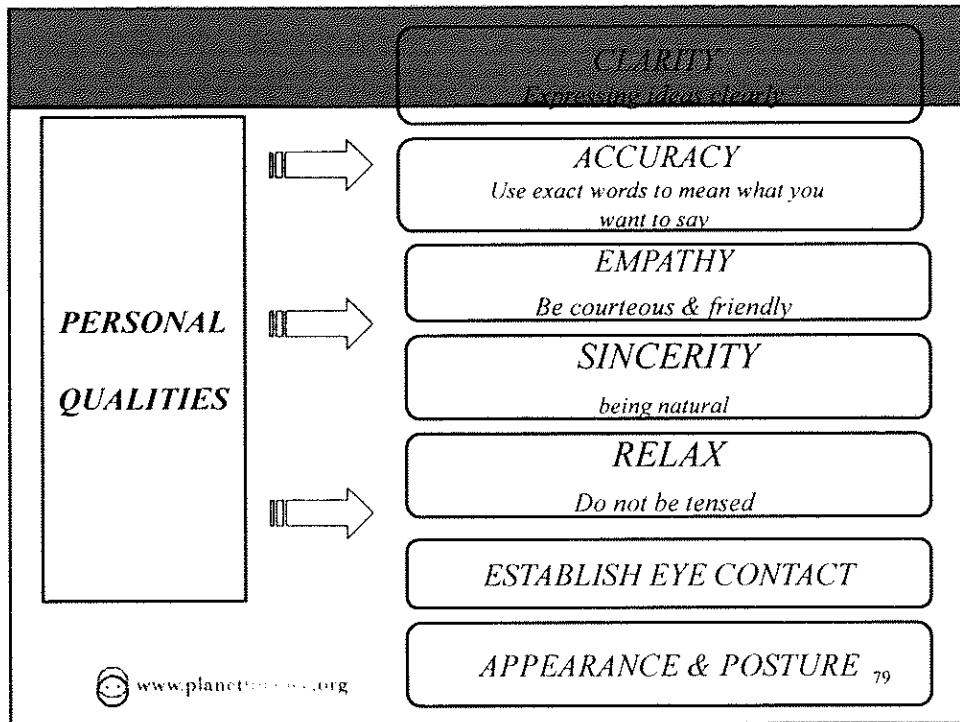 CLARITY
Expressing ideas clearly
ACCURACY
Use exact words to mean what you
want to say
EMPATHY
Be courteous & friendly
PERSONAL
QUALITIES
SINCERITY
being natural
RELAX
Do not be tensed
ESTABLISH EYE CONTACT
APPEARANCE & POSTURE
79